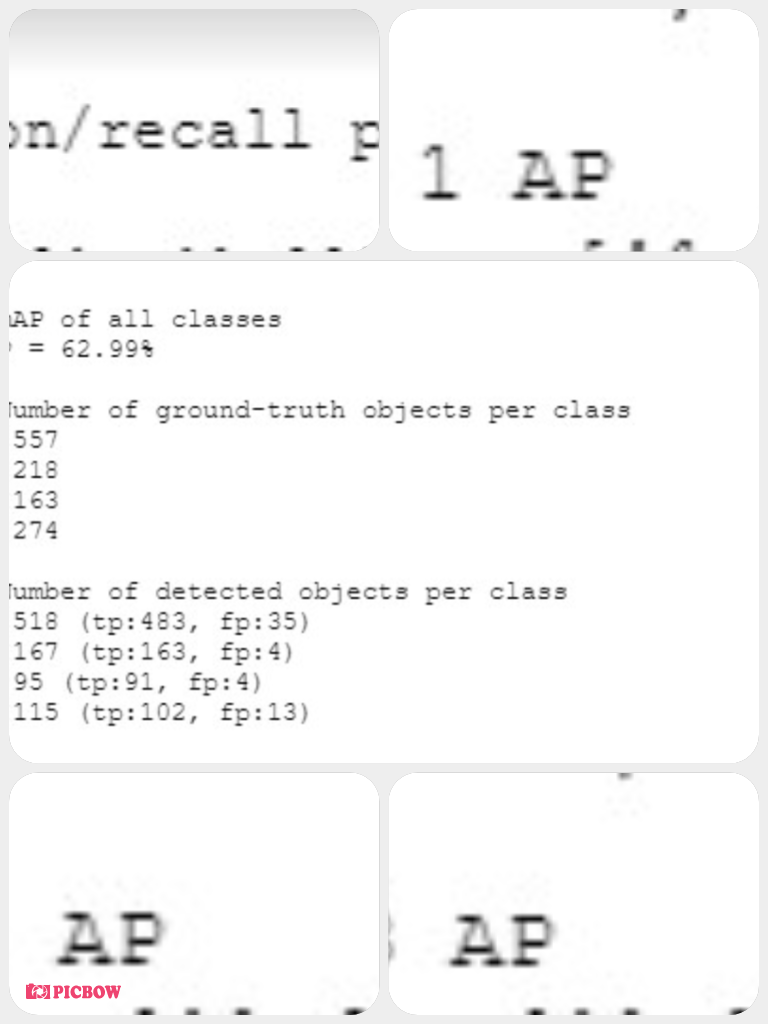 on/recall p
1 AP
mAP of all classes
= 62.99%
Number of ground-truth objects per class
557
218
163
274
Number of detected objects per class
518 (tp:483, fp:35)
167 (tp:163, fp:4)
95 (tp:91, fp:4)
115 (tp:102, fp:13)
AP
AP
PICBOW